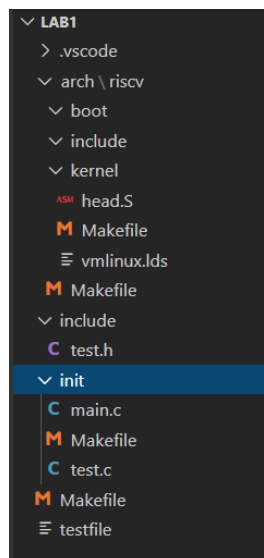 LAB1
.vscode
arch \ riscv
boot
include
kernel
ASM head.S
M Makefile
vmlinux.lds
M Makefile
include
C test.h
init
C main.c
M Makefile
C test.c
M Makefile
testfile